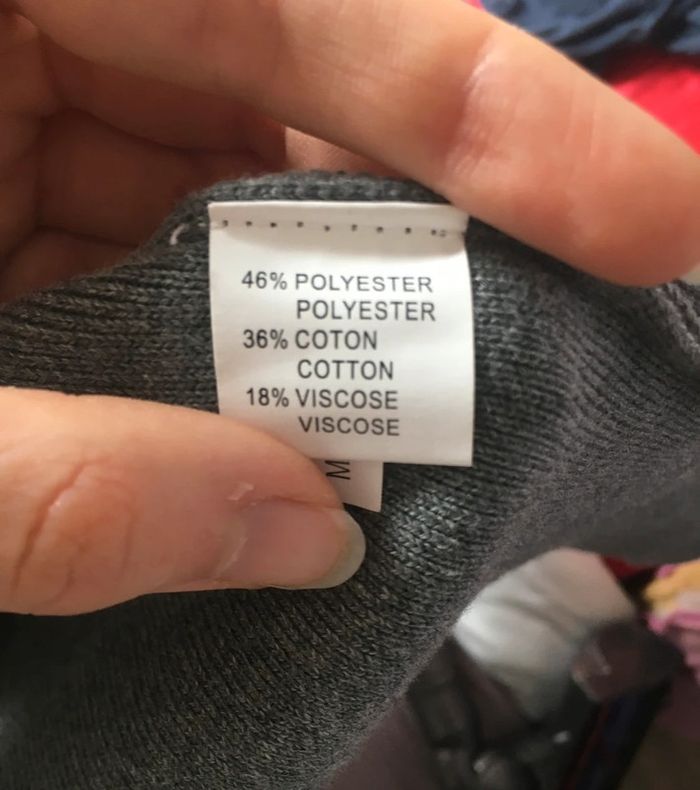 46% POLYESTER
POLYESTER
36% COTON
COTTON
18% VISCOSE
VISCOSE
M